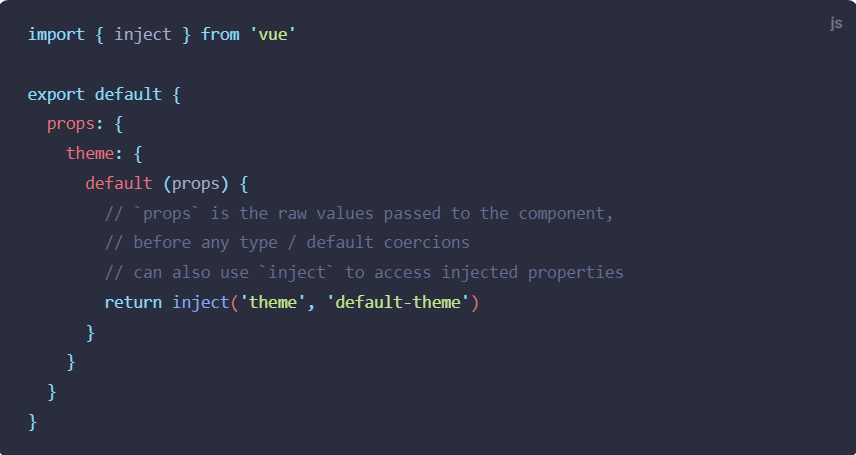 js
import { inject } from 'vue'

export default {
  props: {
    theme: {
      default (props) {
        // `props` is the raw values passed to the component,
        // before any type / default coercions
        // can also use `inject` to access injected properties
        return inject('theme', 'default-theme')
      }
    }
  }
}